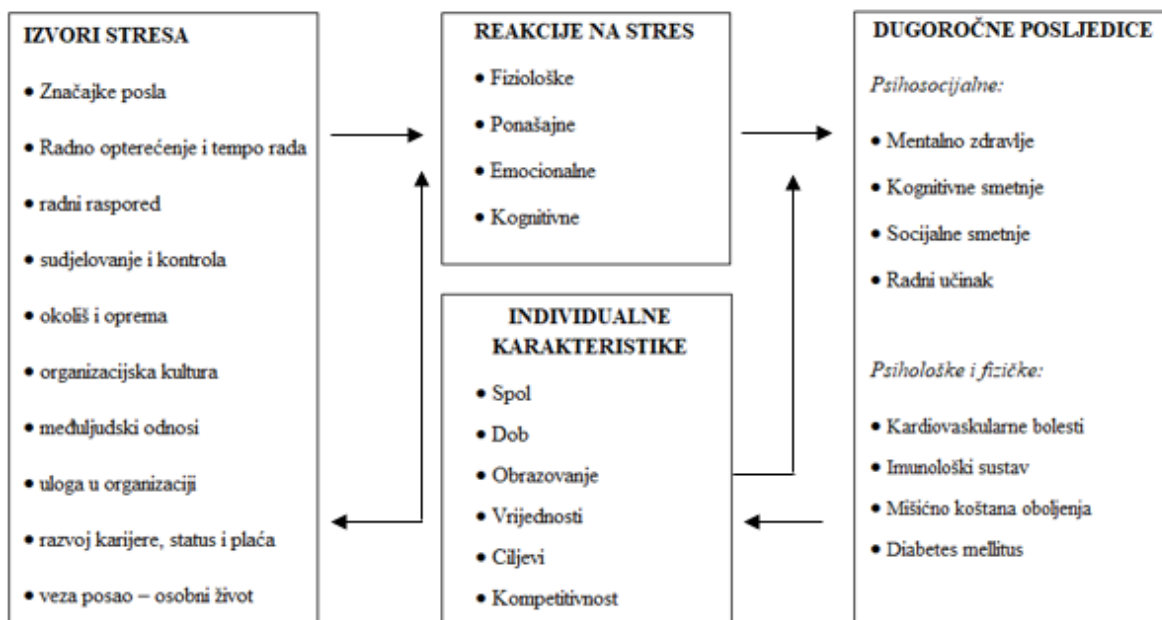 IZVORI STRESA
• Značajke posla
• Radno opterećenje i tempo rada
• radni raspored
• sudjelovanje i kontrola
• okoliš i oprema
• organizacijska kultura
• međuljudski odnosi
• uloga u organizaciji
• razvoj karijere, status i plaća
• veza posao – osobni život
REAKCIJE NA STRES
• Fiziološke
• Ponašajne
• Emocionalne
• Kognitivne
INDIVIDUALNE
KARAKTERISTIKE
• Spol
• Dob
• Obrazovanje
• Vrijednosti
• Ciljevi
• Kompetitivnost
DUGOROČNE POSLJEDICE
Psihosocijalne:
• Mentalno zdravlje
• Kognitivne smetnje
• Socijalne smetnje
• Radni učinak
Psihološke i fizičke:
• Kardiovaskularne bolesti
• Imunološki sustav
• Mišićno koštana oboljenja
• Diabetes mellitus